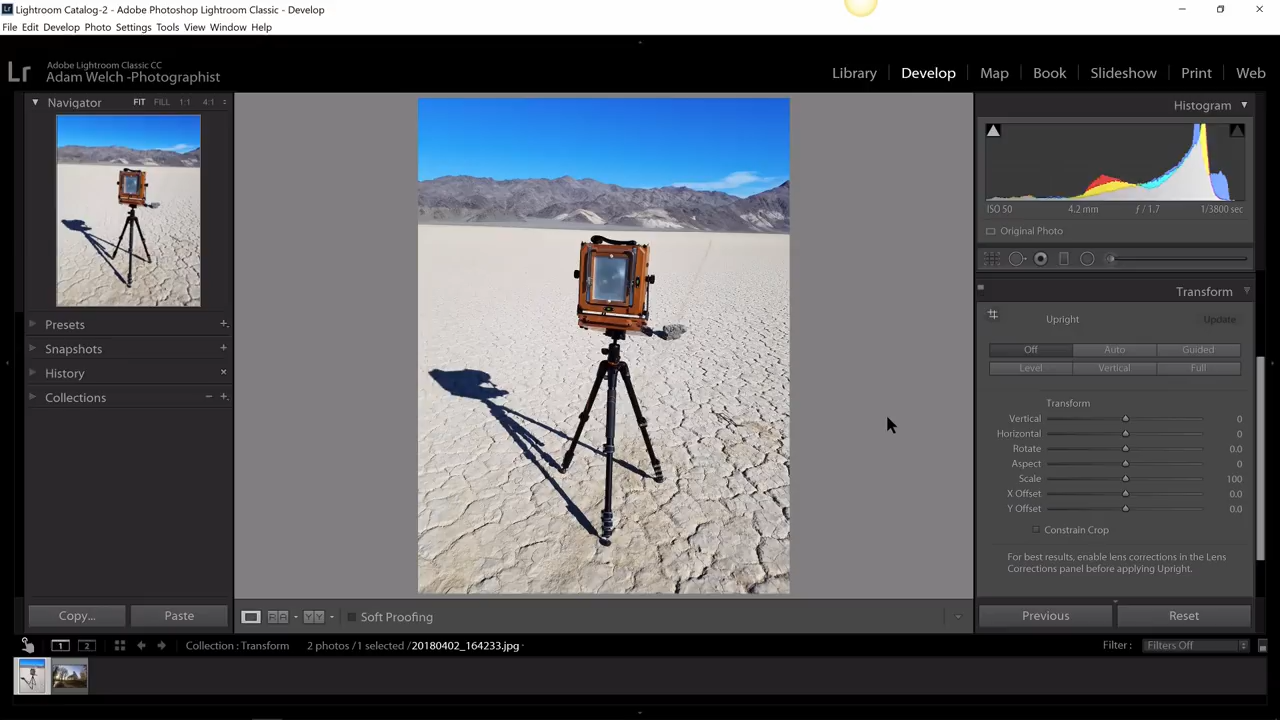 Lightroom Catalog-2 - Adobe Photoshop Lightroom Classic - Develop
File Edit Develop Photo Settings Tools View Window Help
Lr
Adobe Lightroom Classic CC
Adam Welch -Photographist
Library | Develop | Map | Book | Slideshow | Print | Web
Navigator FIT FILL 1:1 4:1
Presets +
Snapshots +
History ×
Collections − +
Copy... Paste
Histogram
ISO 50 4.2 mm ƒ / 1.7 1/3800 sec
Original Photo
Transform
Upright Update
Off Auto Guided
Level Vertical Full
Transform
Vertical 0
Horizontal 0
Rotate 0.0
Aspect 0
Scale 100
X Offset 0.0
Y Offset 0.0
Constrain Crop
For best results, enable lens corrections in the Lens
Corrections panel before applying Upright.
Soft Proofing
Previous Reset
1 2 Collection : Transform 2 photos / 1 selected / 20180402_164233.jpg Filter : Filters Off